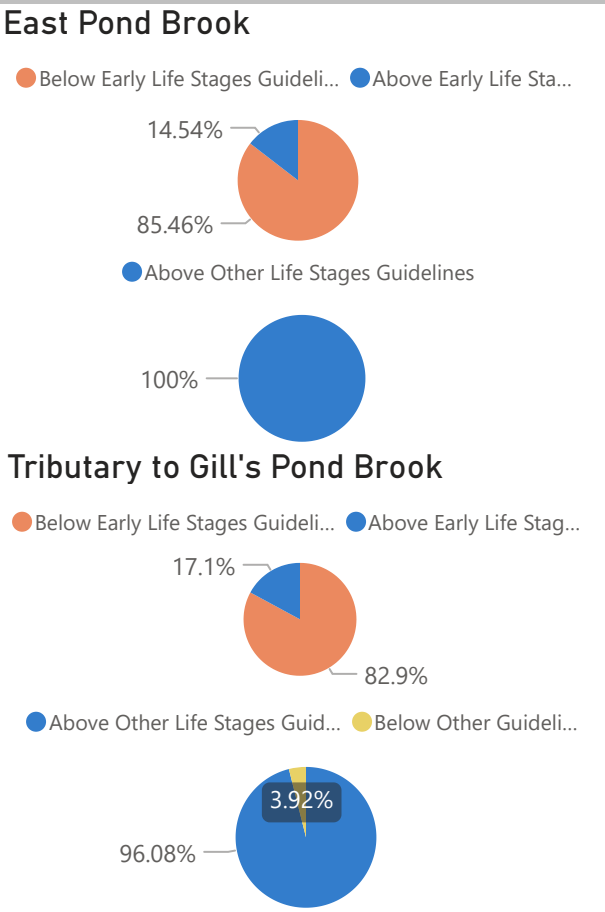 East Pond Brook
Below Early Life Stages Guideli... Above Early Life Sta...
14.54%
85.46%
Above Other Life Stages Guidelines
100%
Tributary to Gill's Pond Brook
Below Early Life Stages Guideli... Above Early Life Stag...
17.1%
82.9%
Above Other Life Stages Guid... Below Other Guideli...
3.92%
96.08%